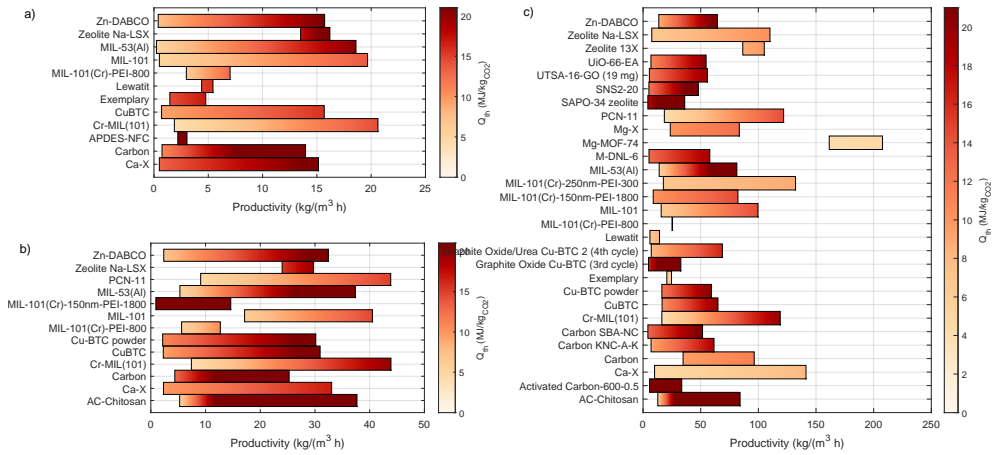 a)
Zn-DABCO
Zeolite Na-LSX
MIL-53(Al)
MIL-101
MIL-101(Cr)-PEI-800
Lewatit
Exemplary
CuBTC
Cr-MIL(101)
APDES-NFC
Carbon
Ca-X
0 5 10 15 20 25
Productivity (kg/(m³ h)
20
15
10
5
0
Q_th (MJ/kg_CO2)
b)
Zn-DABCO
Zeolite Na-LSX
PCN-11
MIL-53(Al)
MIL-101(Cr)-150nm-PEI-1800
MIL-101
MIL-101(Cr)-PEI-800
Cu-BTC powder
CuBTC
Cr-MIL(101)
Carbon
Ca-X
AC-Chitosan
0 10 20 30 40 50
Productivity (kg/(m³ h)
20
15
10
5
0
Q_th (MJ/kg_CO2)
c)
Zn-DABCO
Zeolite Na-LSX
Zeolite 13X
UiO-66-EA
UTSA-16-GO (19 mg)
SNS2-20
SAPO-34 zeolite
PCN-11
Mg-X
Mg-MOF-74
M-DNL-6
MIL-53(Al)
MIL-101(Cr)-250nm-PEI-300
MIL-101(Cr)-150nm-PEI-1800
MIL-101
MIL-101(Cr)-PEI-800
Lewatit
Graphite Oxide/Urea Cu-BTC 2 (4th cycle)
Graphite Oxide Cu-BTC (3rd cycle)
Exemplary
Cu-BTC powder
CuBTC
Cr-MIL(101)
Carbon SBA-NC
Carbon KNC-A-K
Carbon
Ca-X
Activated Carbon-600-0.5
AC-Chitosan
0 50 100 150 200 250
Productivity (kg/(m³ h)
20
18
16
14
12
10
8
6
4
2
0
Q_th (MJ/kg_CO2)